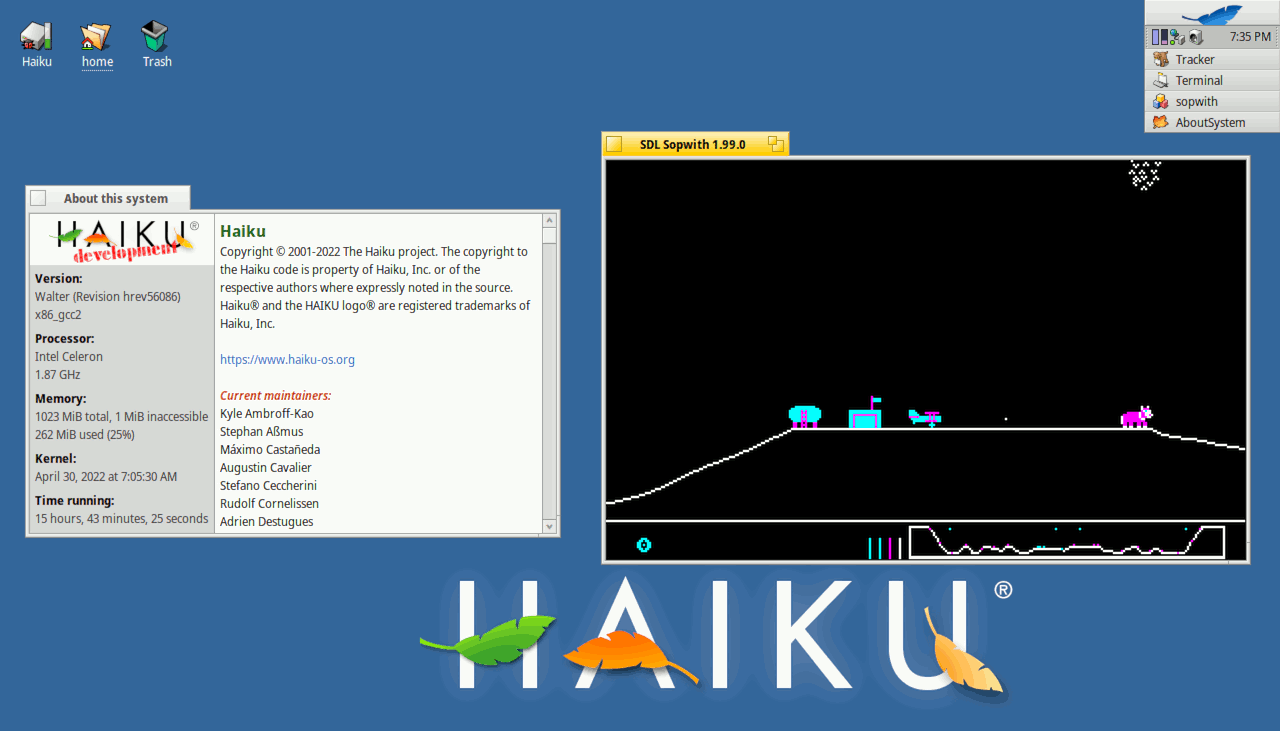 Haiku
home
Trash
7:35 PM
Tracker
Terminal
sopwith
AboutSystem
SDL Sopwith 1.99.0
About this system
HAIKU®
development
Version:
Walter (Revision hrev56086)
x86_gcc2
Processor:
Intel Celeron
1.87 GHz
Memory:
1023 MiB total, 1 MiB inaccessible
262 MiB used (25%)
Kernel:
April 30, 2022 at 7:05:30 AM
Time running:
15 hours, 43 minutes, 25 seconds
Haiku
Copyright © 2001-2022 The Haiku project. The copyright to
the Haiku code is property of Haiku, Inc. or of the
respective authors where expressly noted in the source.
Haiku® and the HAIKU logo® are registered trademarks of
Haiku, Inc.
https://www.haiku-os.org
Current maintainers:
Kyle Ambroff-Kao
Stephan Aßmus
Máximo Castañeda
Augustin Cavalier
Stefano Ceccherini
Rudolf Cornelissen
Adrien Destugues
HAIKU®